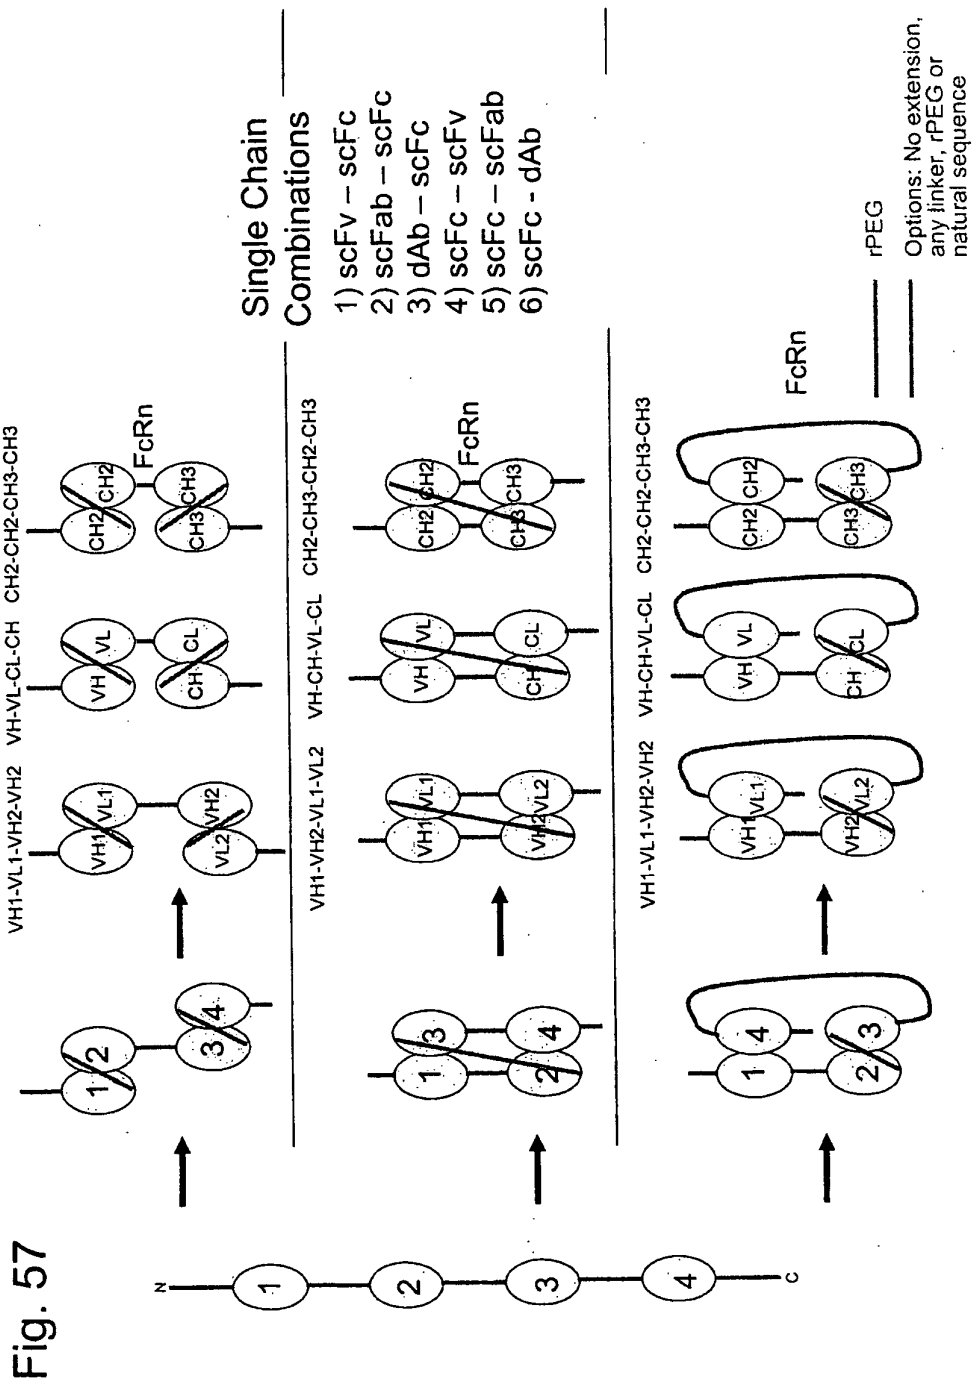 Fig. 57
N
1
2
3
4
C
1
2
3
4
VH1-VL1-VH2-VH2
VH1
VL1
VL2
VH2
VH-VL-CL-CH
VH
VL
CH
CL
CH2-CH2-CH3-CH3
CH2
CH2
FcRn
CH3
CH3
1
3
2
4
VH1-VH2-VL1-VL2
VH1
VL1
VH2
VL2
VH-CH-VL-CL
VH
VL
CH
CL
CH2-CH3-CH2-CH3
CH2
CH2
FcRn
CH3
CH3
1
4
2
3
VH1-VL1-VH2-VH2
VH1
VL1
VH2
VL2
VH-CH-VL-CL
VH
VL
CH
CL
CH2-CH2-CH3-CH3
CH2
CH2
CH3
CH3
FcRn
Single Chain
Combinations
1) scFv – scFc
2) scFab – scFc
3) dAb – scFc
4) scFc – scFv
5) scFc – scFab
6) scFc - dAb
rPEG
Options: No extension,
any linker, rPEG or
natural sequence